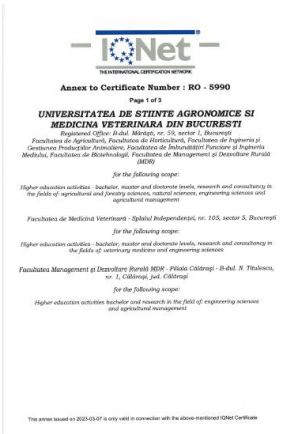 IQNet
THE INTERNATIONAL CERTIFICATION NETWORK
Annex to Certificate Number : RO - 5990
Page 1 of 3
UNIVERSITATEA DE STIINTE AGRONOMICE SI
MEDICINA VETERINARA DIN BUCURESTI
Registered Office: B-dul. Mărăşti, nr. 59, sector 1, Bucureşti
Facultatea de Agricultură, Facultatea de Horticultură, Facultatea de Inginerie şi
Gestiunea Producţiilor Animaliere, Facultatea de Îmbunătăţiri Funciare şi Ingineria
Mediului, Facultatea de Biotehnologii, Facultatea de Management şi Dezvoltare Rurală
(MDR)
for the following scope:
Higher education activities - bachelor, master and doctorate levels, research and consultancy in
the fields of: agricultural and forestry sciences, natural sciences, engineering sciences and
agricultural management
Facultatea de Medicină Veterinară - Splaiul Independenţei, nr. 105, sector 5, Bucureşti
for the following scope:
Higher education activities - bachelor, master and doctorate levels, research and consultancy in
the fields of: veterinary medicine and engineering sciences
Facultatea Management şi Dezvoltare Rurală MDR - Filiala Călăraşi - B-dul. N. Titulescu,
nr. 1, Călăraşi, jud. Călăraşi
for the following scope:
Higher education activities bachelor and research in the field of: engineering sciences
and agricultural management
This annex issued on 2023-03-07 is only valid in connection with the above-mentioned IQNet Certificate